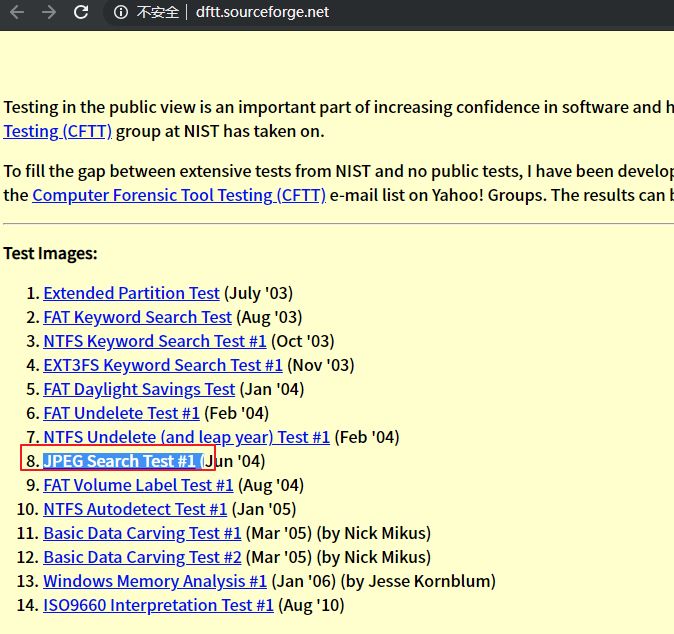 不安全 | dftt.sourceforge.net
Testing in the public view is an important part of increasing confidence in software and h
Testing (CFTT) group at NIST has taken on.
To fill the gap between extensive tests from NIST and no public tests, I have been develop
the Computer Forensic Tool Testing (CFTT) e-mail list on Yahoo! Groups. The results can b
Test Images:
1. Extended Partition Test (July '03)
2. FAT Keyword Search Test (Aug '03)
3. NTFS Keyword Search Test #1 (Oct '03)
4. EXT3FS Keyword Search Test #1 (Nov '03)
5. FAT Daylight Savings Test (Jan '04)
6. FAT Undelete Test #1 (Feb '04)
7. NTFS Undelete (and leap year) Test #1 (Feb '04)
8. JPEG Search Test #1 (Jun '04)
9. FAT Volume Label Test #1 (Aug '04)
10. NTFS Autodetect Test #1 (Jan '05)
11. Basic Data Carving Test #1 (Mar '05) (by Nick Mikus)
12. Basic Data Carving Test #2 (Mar '05) (by Nick Mikus)
13. Windows Memory Analysis #1 (Jan '06) (by Jesse Kornblum)
14. ISO9660 Interpretation Test #1 (Aug '10)